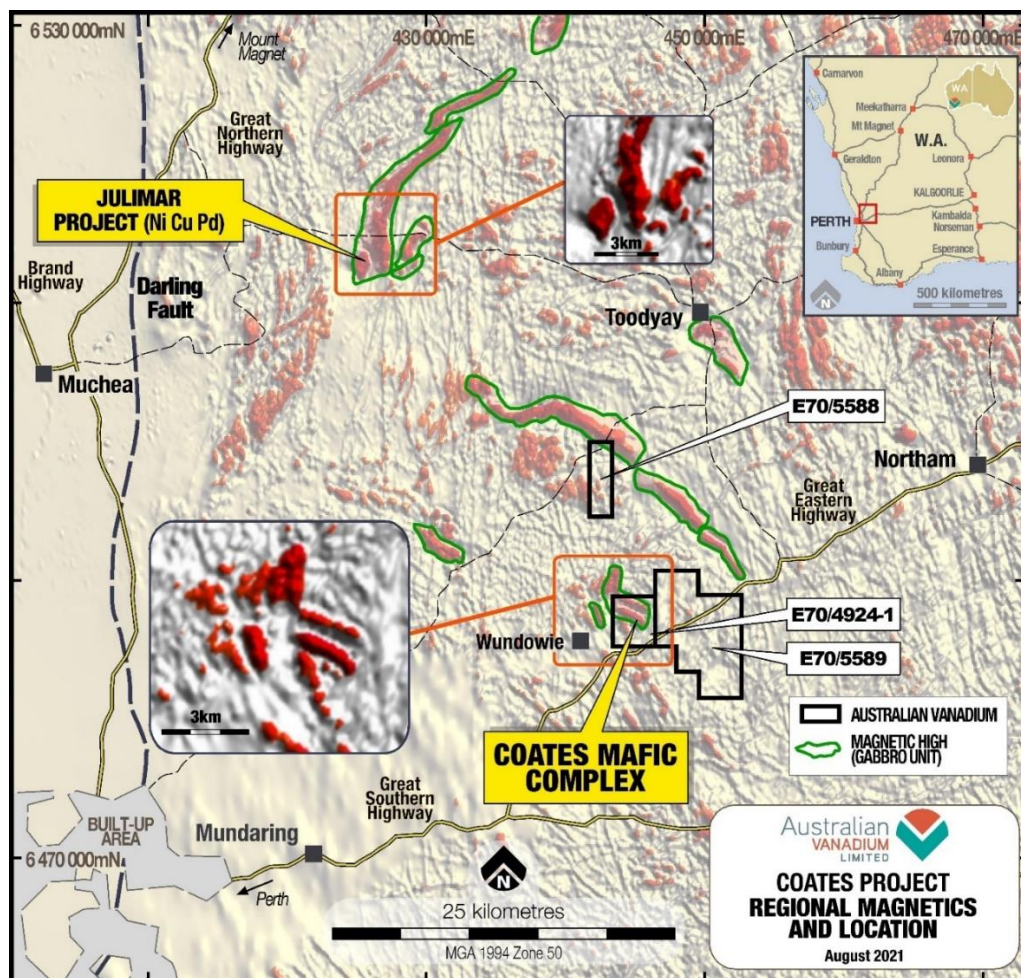 6 530 000mN
430 000mE
450 000mE
470 000mE
Mount
Magnet
Great
Northern
Highway
JULIMAR
PROJECT (Ni Cu Pd)
Brand
Highway
Darling
Fault
Muchea
3km
Toodyay
Carnarvon
WA
Meekatharra
Mt Magnet
W.A.
Geraldton
Leonora
KALGOORLIE
PERTH
Kambalda
Norseman
Bunbury
Esperance
Albany
N
500 kilometres
E70/5588
Northam
Great
Eastern
Highway
E70/4924-1
Wundowie
E70/5589
3km
AUSTRALIAN VANADIUM
MAGNETIC HIGH
(GABBRO UNIT)
COATES MAFIC
COMPLEX
Great
Southern
Highway
BUILT-UP
AREA
Mundaring
6 470 000mN
Perth
N
25 kilometres
MGA 1994 Zone 50
Australian
VANADIUM
LIMITED
COATES PROJECT
REGIONAL MAGNETICS
AND LOCATION
August 2021